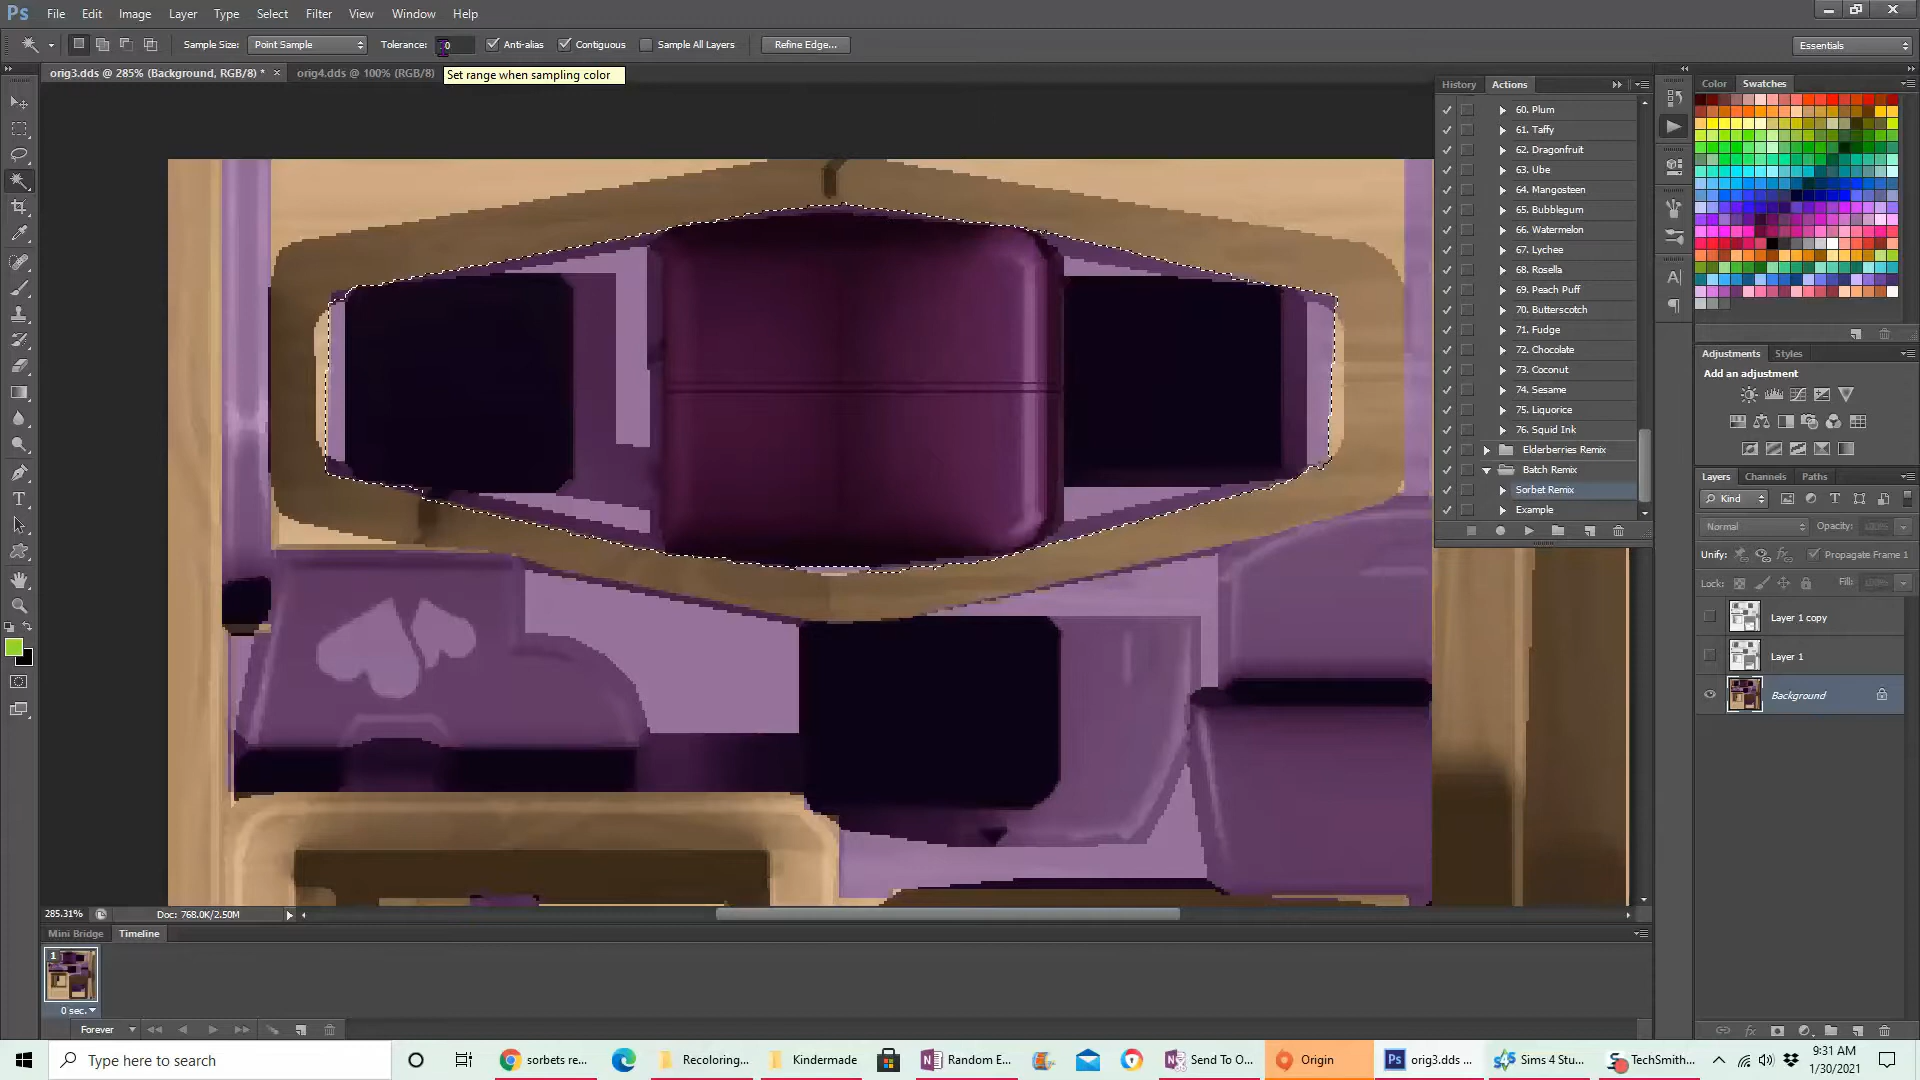 Ps File Edit Image Layer Type Select Filter View Window Help
Sample Size: Point Sample Tolerance: 0 Anti-alias Contiguous Sample All Layers Refine Edge... Essentials
orig3.dds @ 285% (Background, RGB/8) * × orig4.dds @ 100% (RGB/8)
Set range when sampling color
History Actions
60. Plum
61. Taffy
62. Dragonfruit
63. Ube
64. Mangosteen
65. Bubblegum
66. Watermelon
67. Lychee
68. Rosella
69. Peach Puff
70. Butterscotch
71. Fudge
72. Chocolate
73. Coconut
74. Sesame
75. Liquorice
76. Squid Ink
Elderberries Remix
Batch Remix
Sorbet Remix
Example
Color Swatches
Adjustments Styles
Add an adjustment
Layers Channels Paths
Kind
Normal Opacity:
Unify: Propagate Frame 1
Lock: Fill:
Layer 1 copy
Layer 1
Background
285.31% Doc: 768.0K/2.50M
Mini Bridge Timeline
1
0 sec.
Forever
Type here to search
sorbets re...
Recoloring...
Kindermade
Random E...
Send To O...
Origin
orig3.dds ...
Sims 4 Stu...
TechSmith...
9:31 AM
1/30/2021